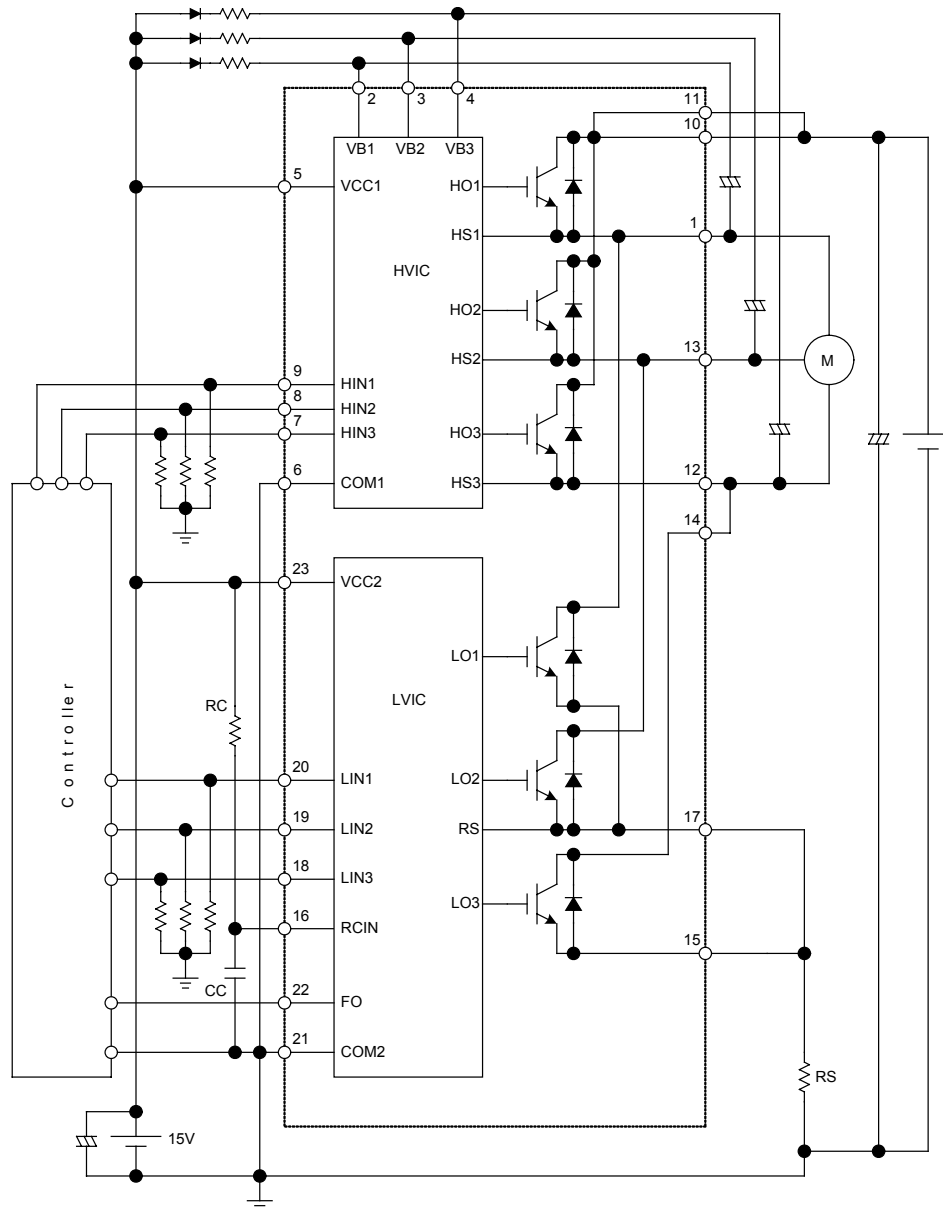 2
3
4
11
10
VB1
VB2
VB3
5
VCC1
HO1
HS1
1
HVIC
HO2
HS2
13
M
9
HIN1
8
HIN2
7
HIN3
HO3
6
COM1
HS3
12
14
23
VCC2
LO1
LVIC
RC
Controller
20
LIN1
LO2
19
LIN2
RS
17
18
LIN3
LO3
16
RCIN
15
CC
22
FO
21
COM2
RS
15V